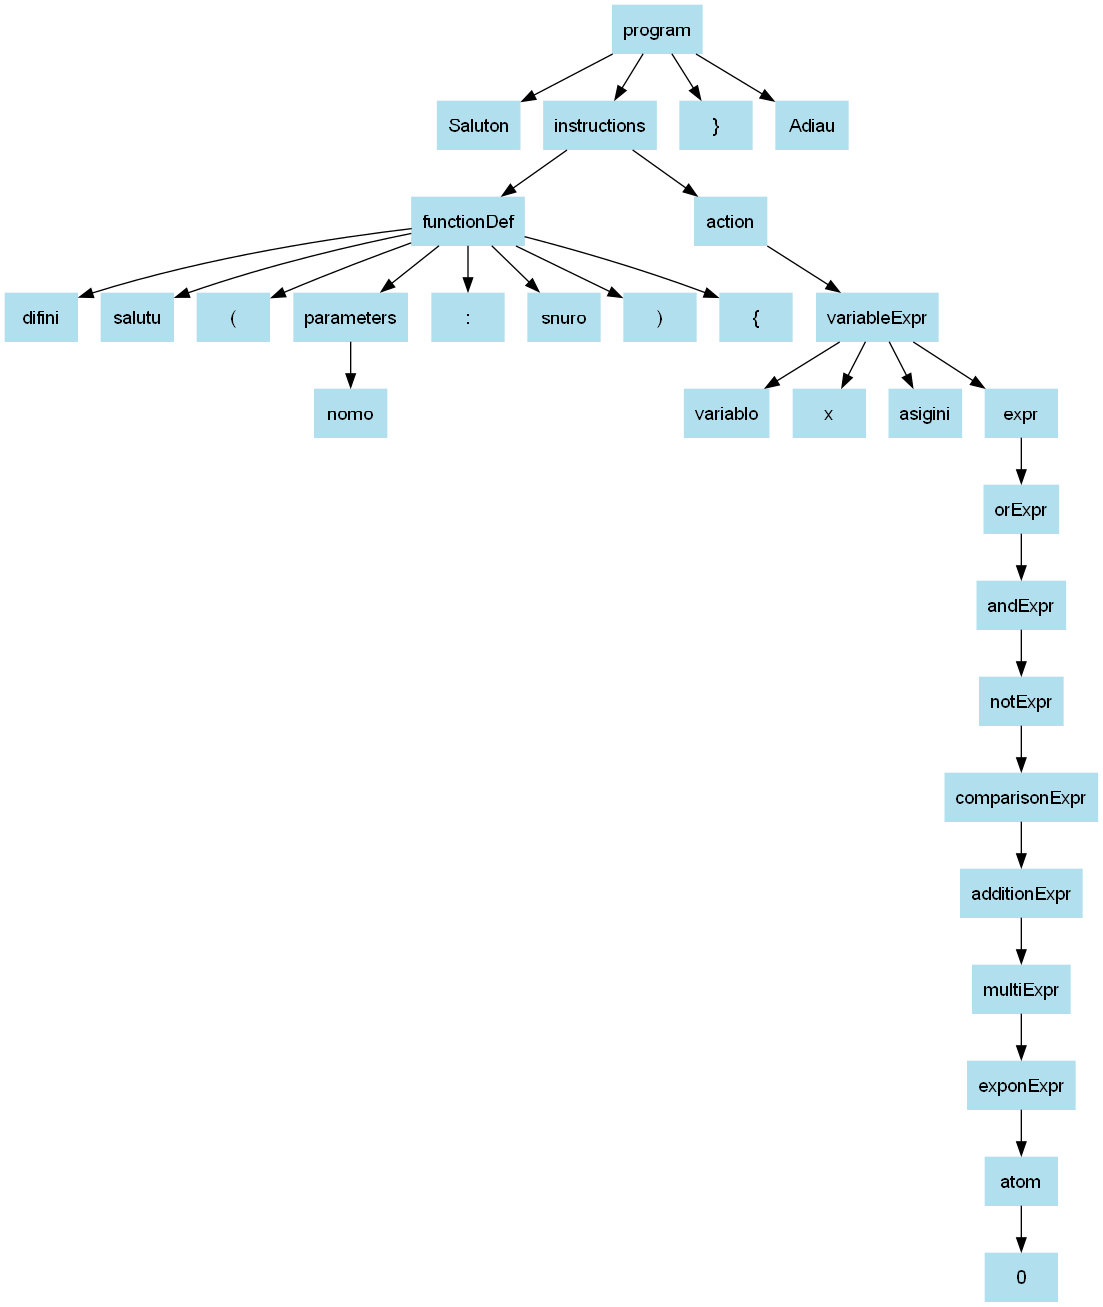 program
Saluton instructions } Adiau
functionDef action
difini salutu ( parameters : snuro ) { variableExpr
nomo variablo x asigini expr
orExpr
andExpr
notExpr
comparisonExpr
additionExpr
multiExpr
exponExpr
atom
0